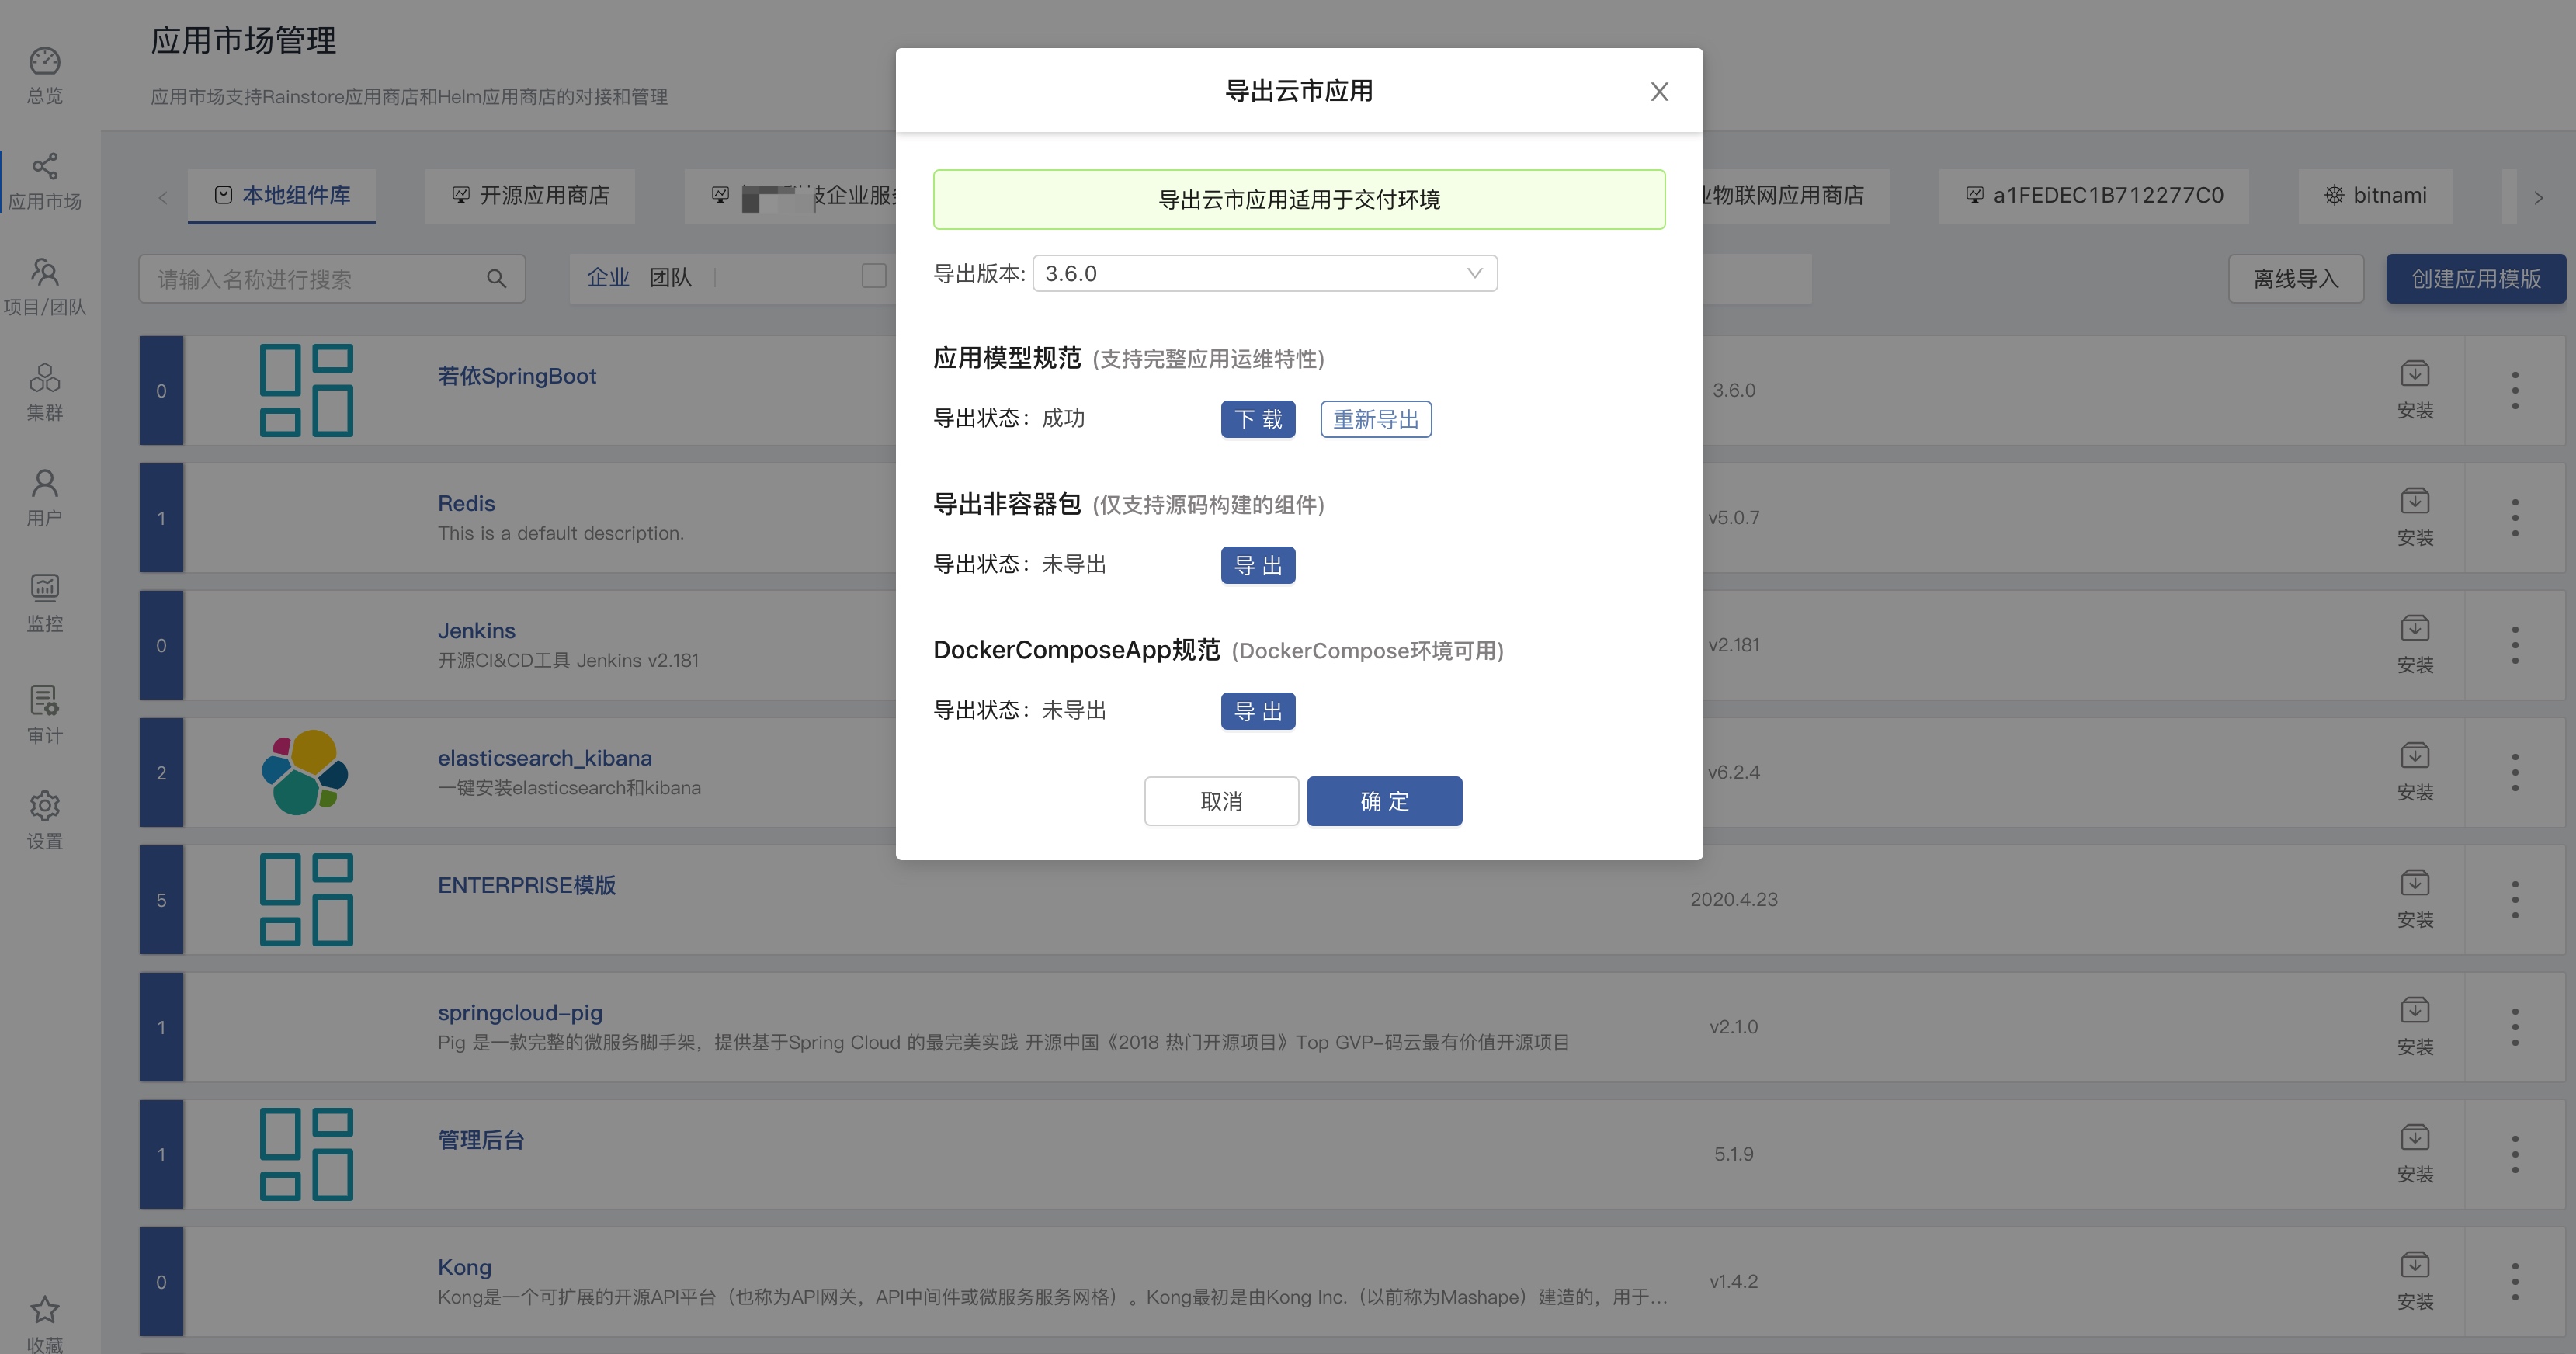 应用市场管理
应用市场支持Rainstore应用商店和Helm应用商店的对接和管理
总览
应用市场
项目/团队
集群
用户
监控
审计
设置
收藏
本地组件库
开源应用商店
技企业服
物联网应用商店
a1FEDEC1B712277C0
bitnami
请输入名称进行搜索
企业 团队
离线导入
创建应用模版
0
若依SpringBoot
3.6.0
安装
1
Redis
This is a default description.
v5.0.7
安装
0
Jenkins
开源CI&CD工具 Jenkins v2.181
v2.181
安装
2
elasticsearch_kibana
一键安装elasticsearch和kibana
v6.2.4
安装
5
ENTERPRISE模版
2020.4.23
安装
1
springcloud-pig
Pig 是一款完整的微服务脚手架，提供基于Spring Cloud 的最完美实践 开源中国《2018 热门开源项目》Top GVP-码云最有价值开源项目
v2.1.0
安装
1
管理后台
5.1.9
安装
0
Kong
Kong是一个可扩展的开源API平台（也称为API网关，API中间件或微服务服务网格）。Kong最初是由Kong Inc.（以前称为Mashape）建造的，用于...
v1.4.2
安装
导出云市应用
导出云市应用适用于交付环境
导出版本: 3.6.0
应用模型规范 (支持完整应用运维特性)
导出状态：成功 下载 重新导出
导出非容器包 (仅支持源码构建的组件)
导出状态：未导出 导出
DockerComposeApp规范 (DockerCompose环境可用)
导出状态：未导出 导出
取消 确定